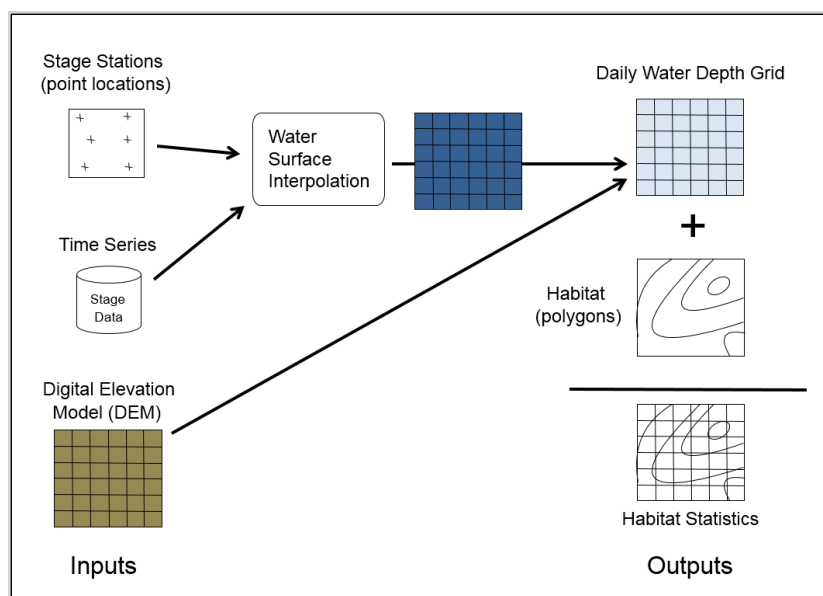 Stage Stations
(point locations)
Time Series
Stage
Data
Digital Elevation
Model (DEM)
Inputs
Water
Surface
Interpolation
Daily Water Depth Grid
+
Habitat
(polygons)
Habitat Statistics
Outputs